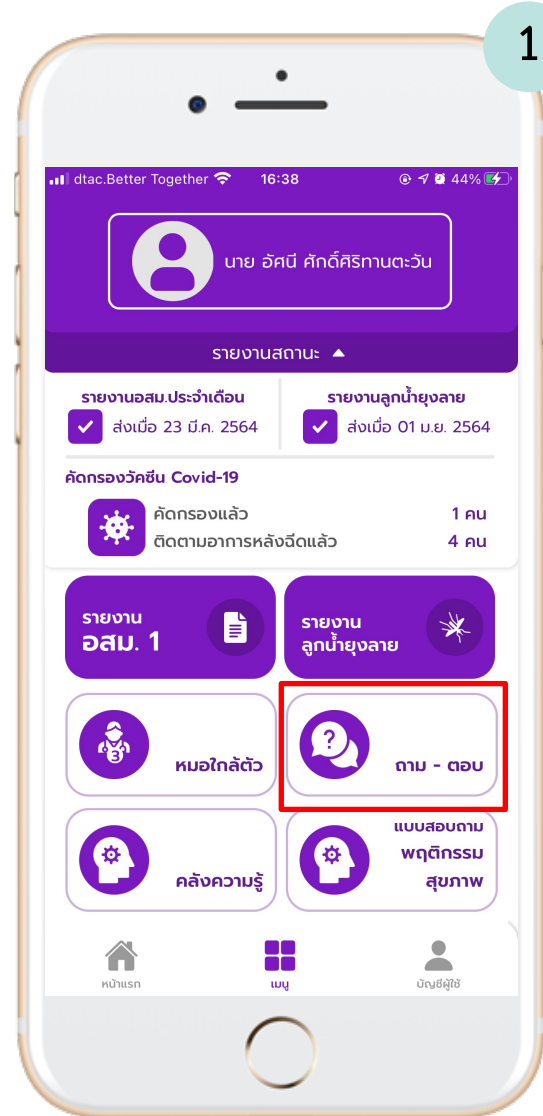 1
dtac.Better Together 16:38 44%
นาย อัศนี ศักดิ์ศิริทานตะวัน
รายงานสถานะ
รายงานอสม.ประจำเดือน
ส่งเมื่อ 23 มี.ค. 2564
รายงานลูกน้ำยุงลาย
ส่งเมื่อ 01 ม.ย. 2564
คัดกรองวัคซีน Covid-19
คัดกรองแล้ว 1 คน
ติดตามอาการหลังฉีดแล้ว 4 คน
รายงาน
อสม. 1
รายงาน
ลูกน้ำยุงลาย
3
หมอใกล้ตัว
?
ถาม - ตอบ
คลังความรู้
แบบสอบถาม
พฤติกรรม
สุขภาพ
หน้าแรก
เมนู
บัญชีผู้ใช้